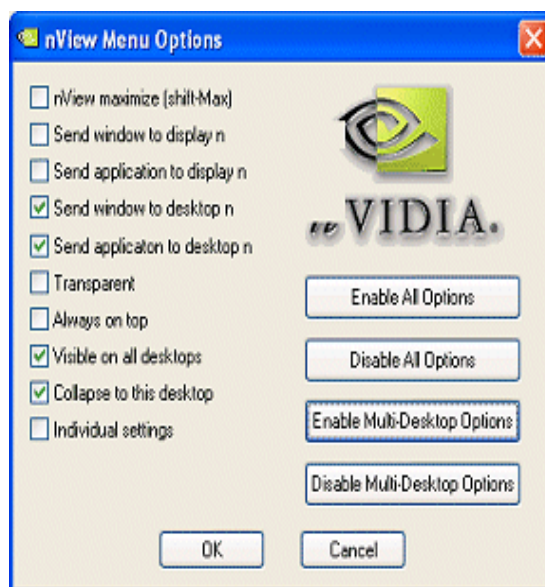 nView Menu Options
nView maximize (shift-Max)
Send window to display n
Send application to display n
Send window to desktop n
Send applicaton to desktop n
Transparent
Always on top
Visible on all desktops
Collapse to this desktop
Individual settings
nVIDIA.
Enable All Options
Disable All Options
Enable Multi-Desktop Options
Disable Multi-Desktop Options
OK
Cancel